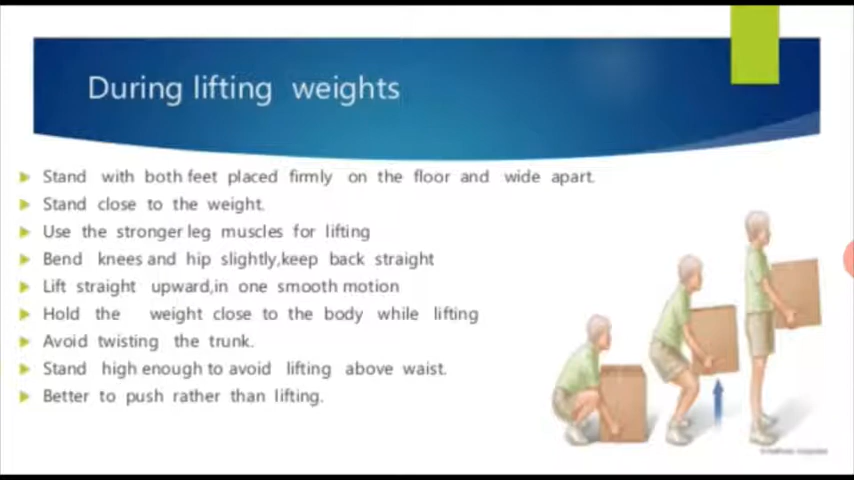 During lifting weights
Stand with both feet placed firmly on the floor and wide apart.
Stand close to the weight.
Use the stronger leg muscles for lifting
Bend knees and hip slightly,keep back straight
Lift straight upward,in one smooth motion
Hold the weight close to the body while lifting
Avoid twisting the trunk.
Stand high enough to avoid lifting above waist.
Better to push rather than lifting.